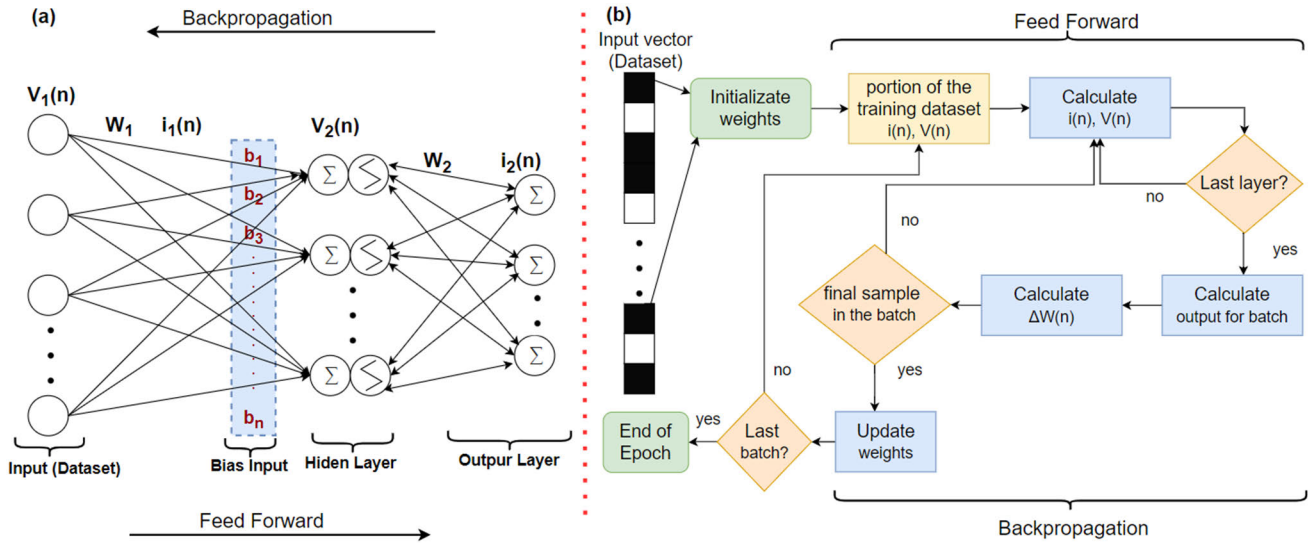 (a)
Backpropagation
V1(n)
W1
i1(n)
V2(n)
W2
i2(n)
b1
b2
b3
bn
Σ
Σ
Σ
Σ
Σ
Σ
Input (Dataset)
Bias Input
Hiden Layer
Outpur Layer
Feed Forward
(b)
Input vector
(Dataset)
Feed Forward
Initializate
weights
portion of the
training dataset
i(n), V(n)
Calculate
i(n), V(n)
Last layer?
no
yes
no
final sample
in the batch
Calculate
ΔW(n)
Calculate
output for batch
no
yes
End of
Epoch
yes
Last
batch?
Update
weights
Backpropagation